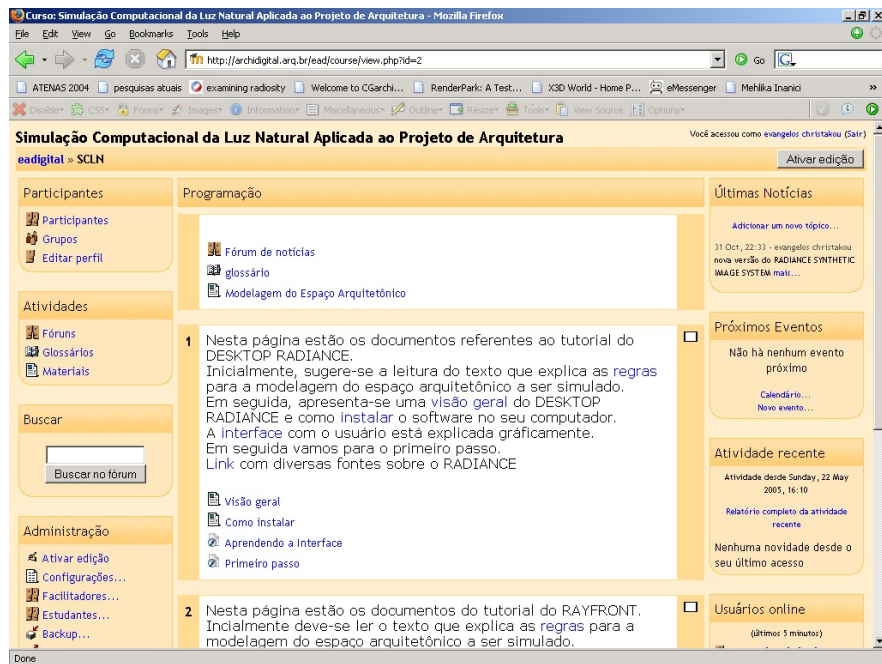 Curso: Simulação Computacional da Luz Natural Aplicada ao Projeto de Arquitetura - Mozilla Firefox
File Edit View Go Bookmarks Tools Help
http://archidigital.arq.br/ead/course/view.php?id=2
Go
ATENAS 2004 pesquisas atuais examining radiosity Welcome to CGarchi... RenderPark: A Test... X3D World - Home P... eMessenger Mehlika Inanici »
Disable CSS Forms Images Information Miscellaneous Outline Resize Tools View Source Options
Simulação Computacional da Luz Natural Aplicada ao Projeto de Arquitetura
Você acessou como evangelos christakou (Sair)
eadigital » SCLN
Ativar edição
Participantes
Participantes
Grupos
Editar perfil
Atividades
Fóruns
Glossários
Materiais
Buscar
Buscar no fórum
Administração
Ativar edição
Configurações...
Facilitadores...
Estudantes...
Backup...
Programação
Fórum de notícias
glossário
Modelagem do Espaço Arquitetônico
1
Nesta página estão os documentos referentes ao tutorial do
DESKTOP RADIANCE.
Inicialmente, sugere-se a leitura do texto que explica as regras
para a modelagem do espaço arquitetônico a ser simulado.
Em seguida, apresenta-se uma visão geral do DESKTOP
RADIANCE e como instalar o software no seu computador.
A interface com o usuário está explicada gráficamente.
Em seguida vamos para o primeiro passo.
Link com diversas fontes sobre o RADIANCE
Visão geral
Como instalar
Aprendendo a Interface
Primeiro passo
2
Nesta página estão os documentos do tutorial do RAYFRONT.
Incialmente deve-se ler o texto que explica as regras para a
modelagem do espaço arquitetônico a ser simulado.
Últimas Notícias
Adicionar um novo tópico...
31 Oct, 22:33 - evangelos christakou
nova versão do RADIANCE SYNTHETIC
IMAGE SYSTEM mais...
Próximos Eventos
Não hà nenhum evento
próximo
Calendário...
Novo evento...
Atividade recente
Atividade desde Sunday, 22 May
2005, 16:10
Relatório completo da atividade
recente
Nenhuma novidade desde o
seu último acesso
Usuários online
(últimos 5 minutos)
Done